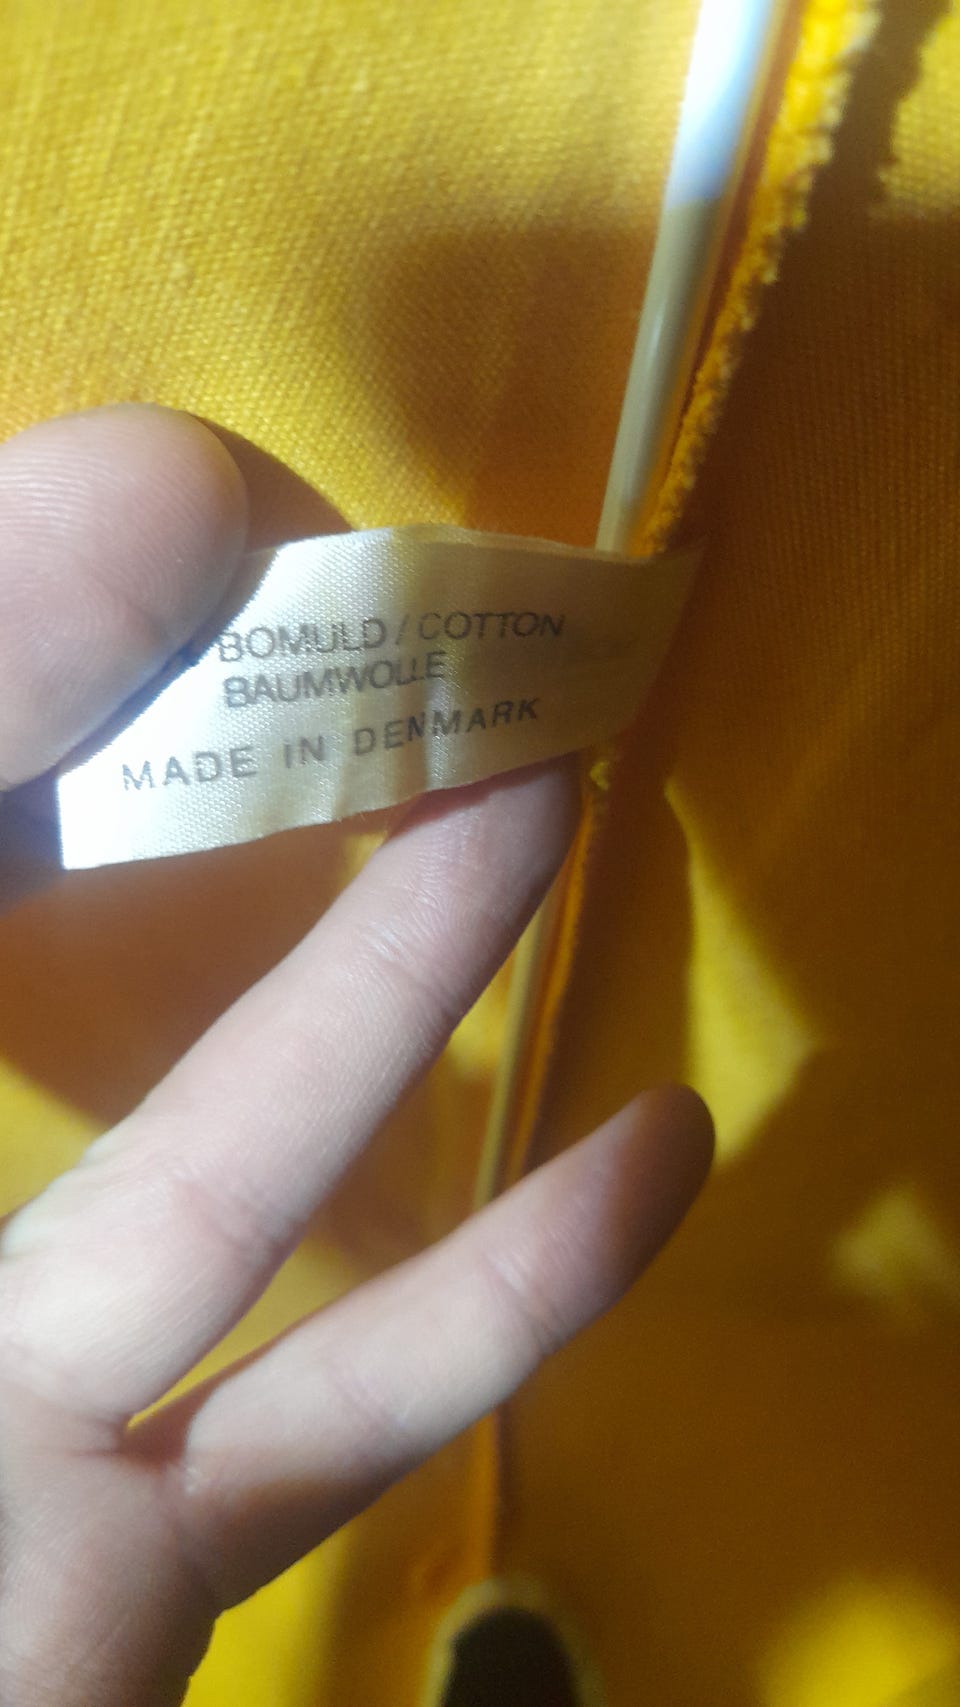 BOMULD / COTTON
BAUMWOLLE
MADE IN DENMARK